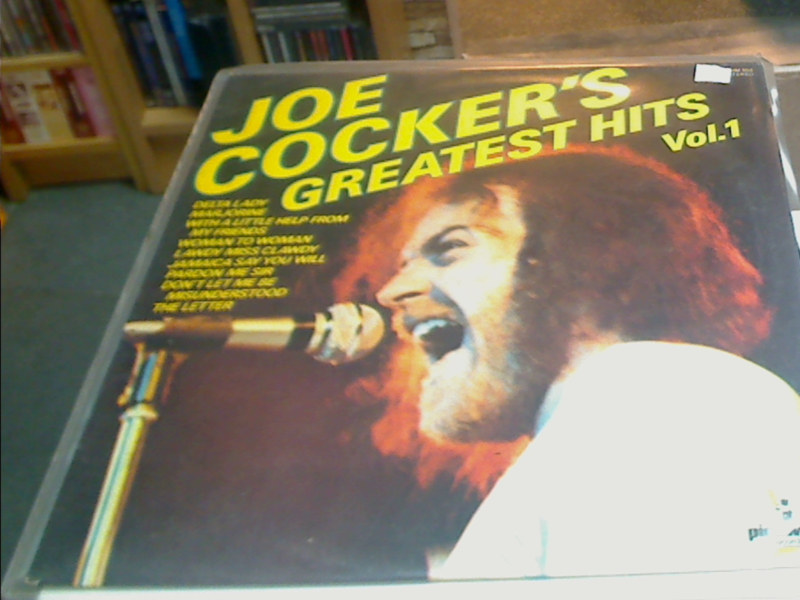 JOE
COCKER'S
GREATEST HITS
Vol.1
DELTA LADY
MARJORINE
WITH A LITTLE HELP FROM
MY FRIENDS
WOMAN TO WOMAN
LAWDY MISS CLAWDY
JAMAICA SAY YOU WILL
PARDON ME SIR
DON'T LET ME BE
MISUNDERSTOOD
THE LETTER